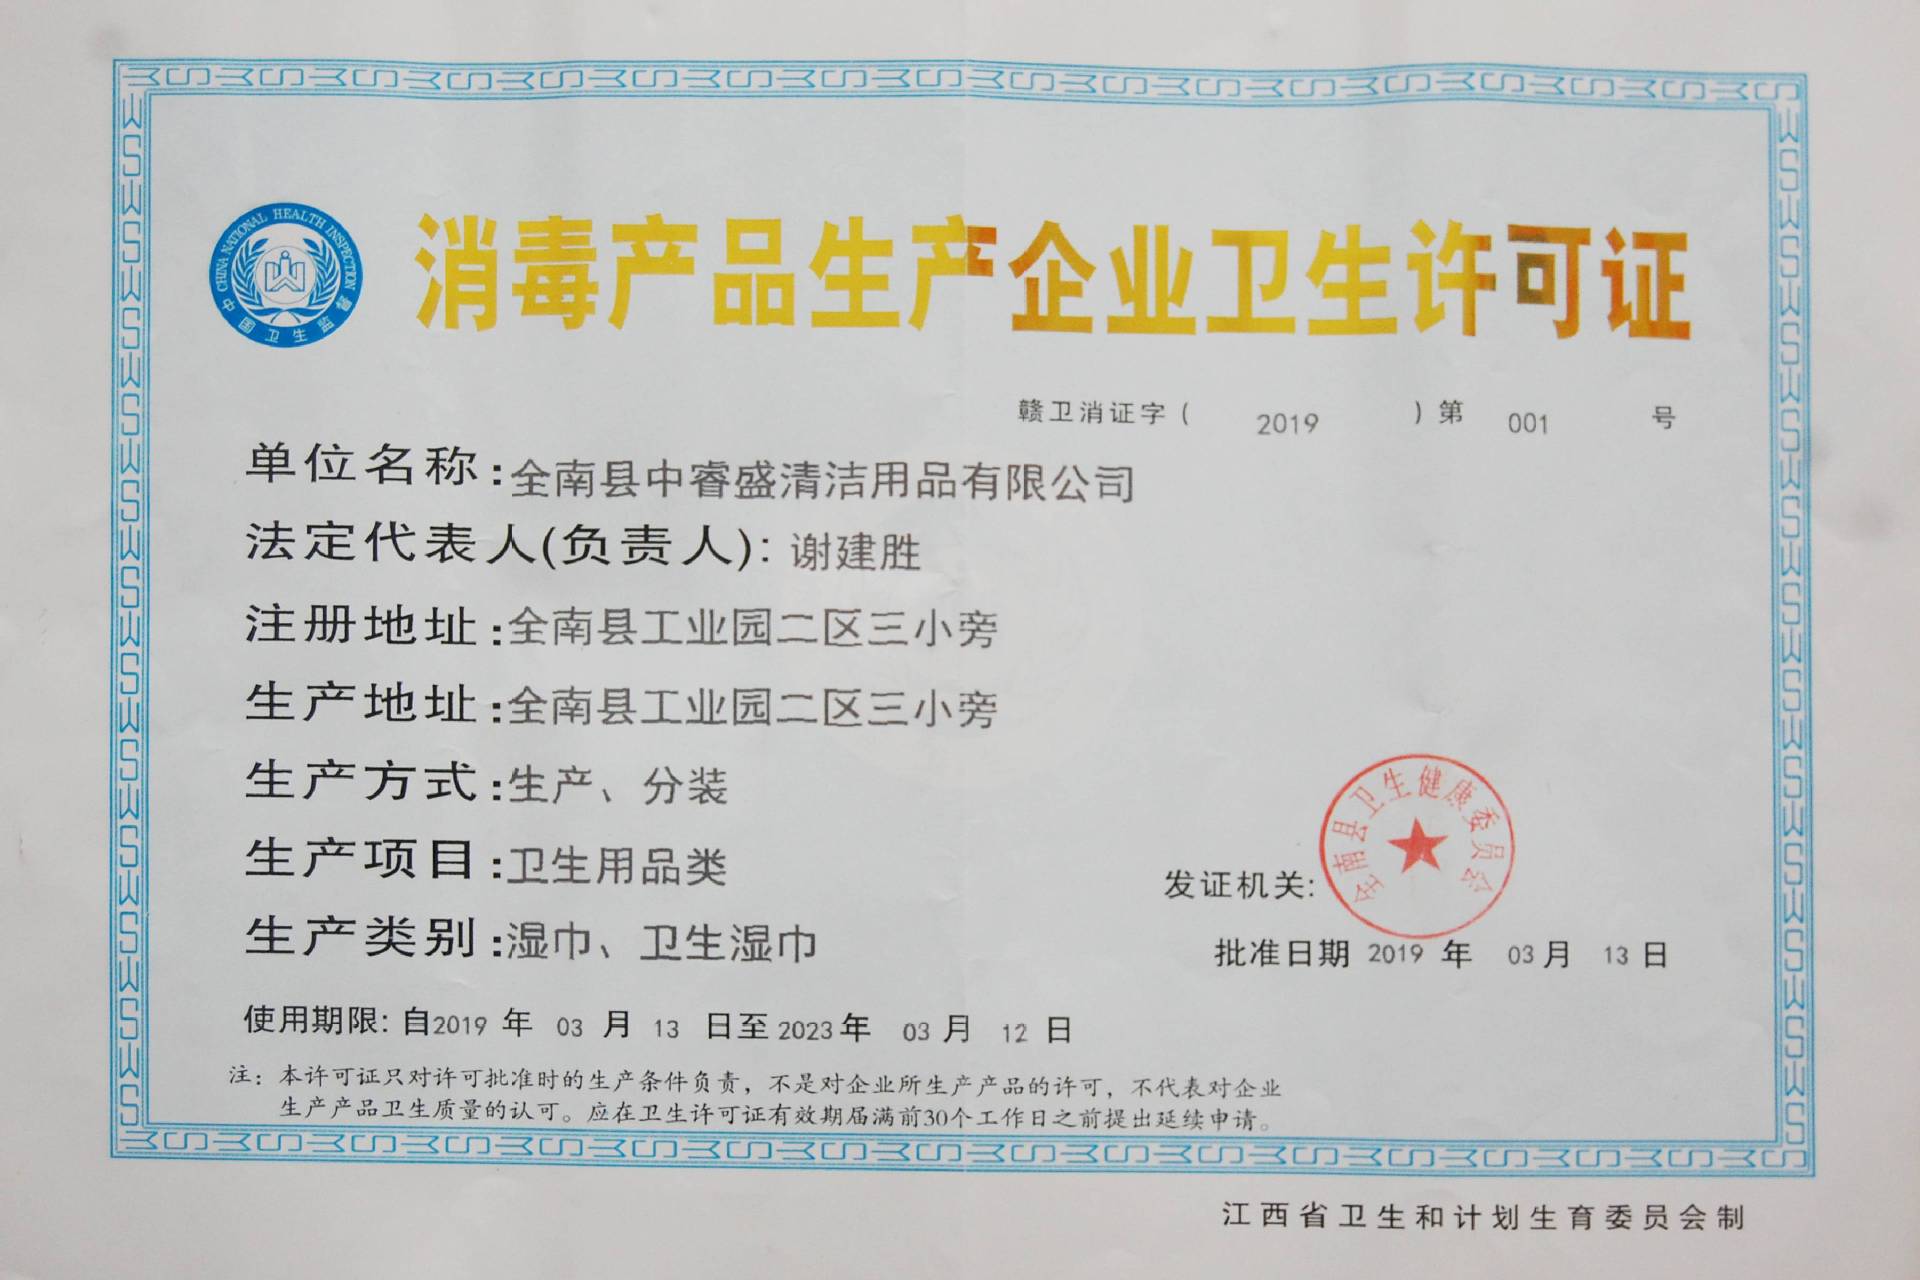 CHINA NATIONAL HEALTH INSPECTION
中国卫生监督
消毒产品生产企业卫生许可证
赣卫消证字（ 2019 ）第 001 号
单位名称：全南县中睿盛清洁用品有限公司
法定代表人(负责人)：谢建胜
注册地址：全南县工业园二区三小旁
生产地址：全南县工业园二区三小旁
生产方式：生产、分装
生产项目：卫生用品类
生产类别：湿巾、卫生湿巾
全南县卫生健康委员会
发证机关：
批准日期 2019 年 03 月 13 日
使用期限：自2019 年 03 月 13 日至2023年 03 月 12 日
注：本许可证只对许可批准时的生产条件负责，不是对企业所生产产品的许可，不代表对企业
生产产品卫生质量的认可。应在卫生许可证有效期届满前30个工作日之前提出延续申请。
江西省卫生和计划生育委员会制